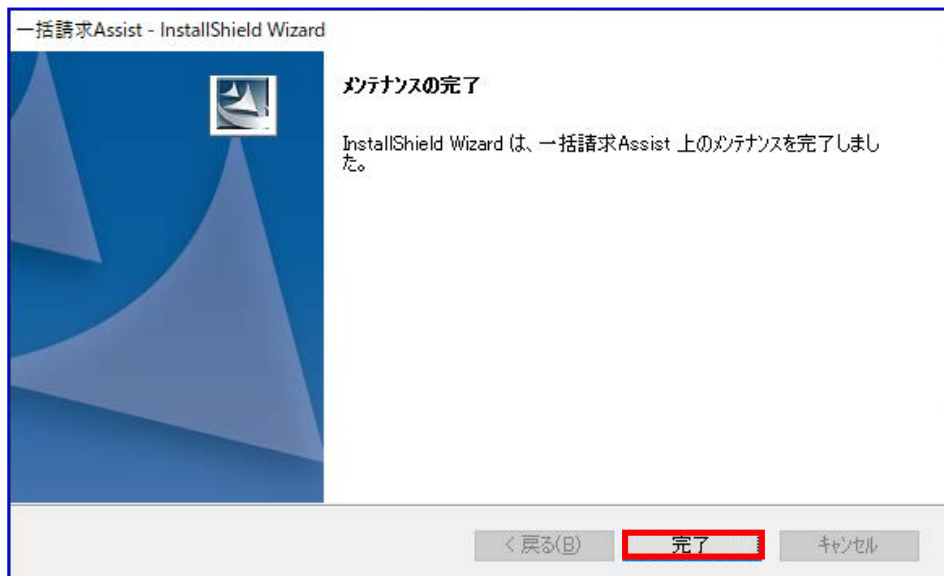 一括請求Assist - InstallShield Wizard
メンテナンスの完了
InstallShield Wizard は、一括請求Assist 上のメンテナンスを完了しまし
た。
< 戻る(B)
完了
キャンセル